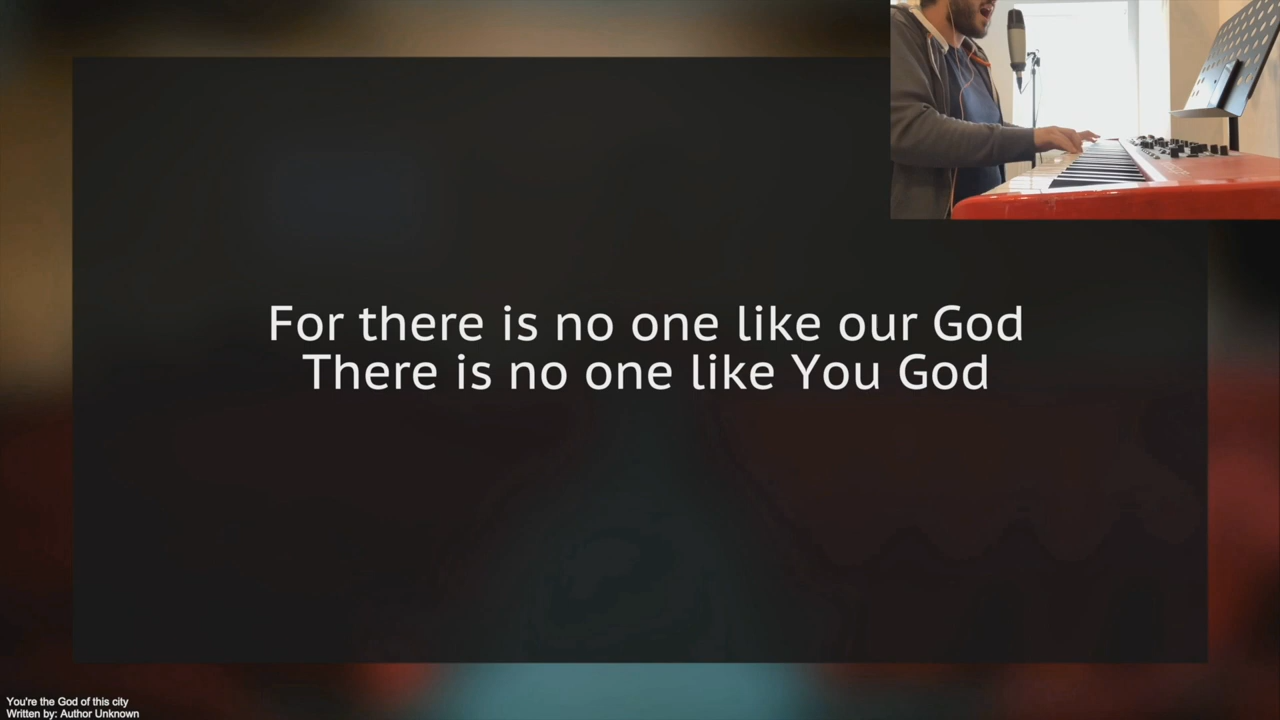 For there is no one like our God
There is no one like You God
You're the God of this city
Written by: Author Unknown